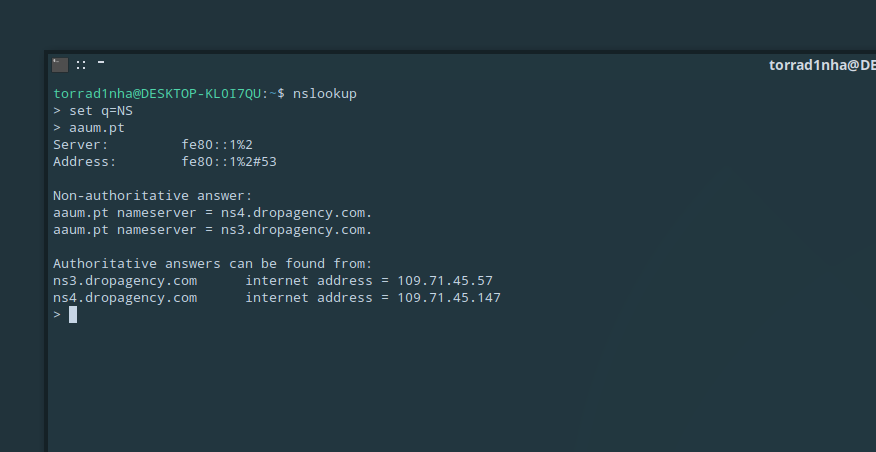 :: -
torrad1nha@DE
torrad1nha@DESKTOP-KL0I7QU:~$ nslookup
> set q=NS
> aaum.pt
Server:		fe80::1%2
Address:	fe80::1%2#53

Non-authoritative answer:
aaum.pt	nameserver = ns4.dropagency.com.
aaum.pt	nameserver = ns3.dropagency.com.

Authoritative answers can be found from:
ns3.dropagency.com	internet address = 109.71.45.57
ns4.dropagency.com	internet address = 109.71.45.147
>